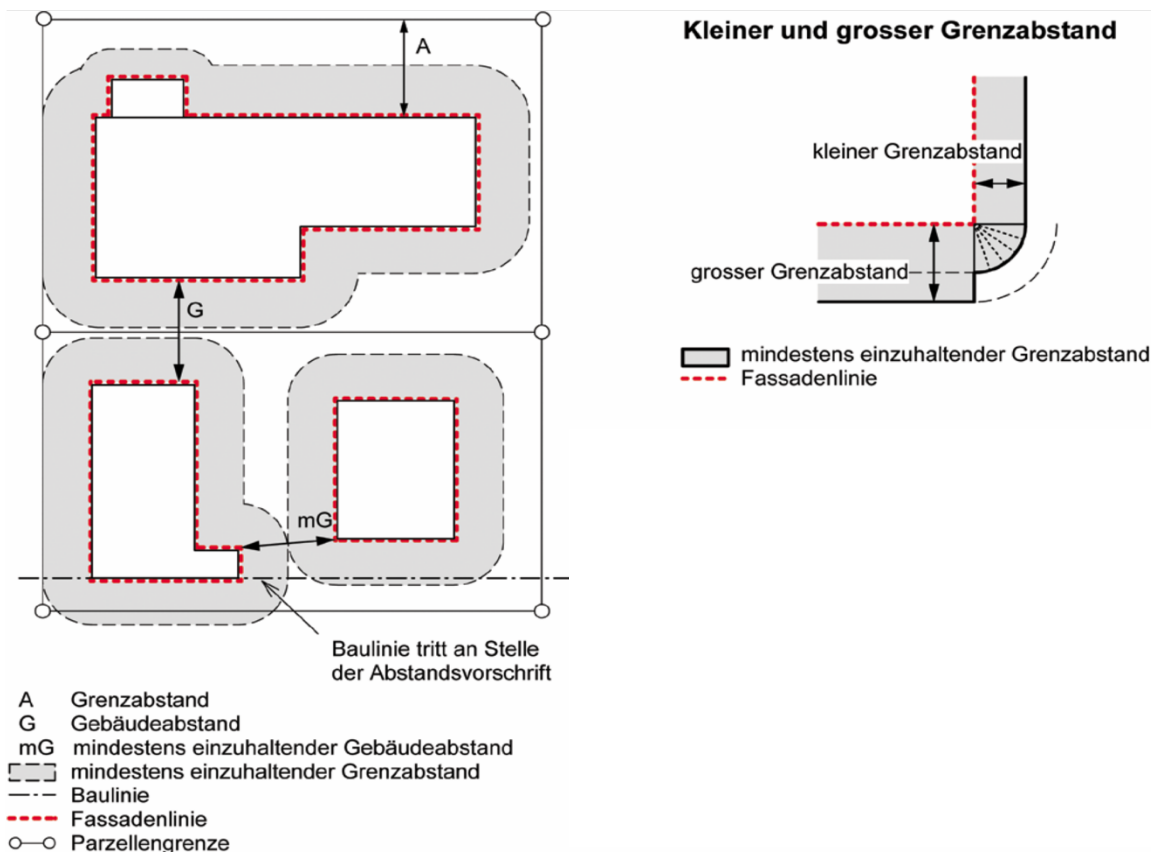 A
G
mG
Baulinie tritt an Stelle
der Abstandsvorschrift
A Grenzabstand
G Gebäudeabstand
mG mindestens einzuhaltender Gebäudeabstand
mindestens einzuhaltender Grenzabstand
Baulinie
Fassadenlinie
Parzellengrenze
Kleiner und grosser Grenzabstand
kleiner Grenzabstand
grosser Grenzabstand
mindestens einzuhaltender Grenzabstand
Fassadenlinie